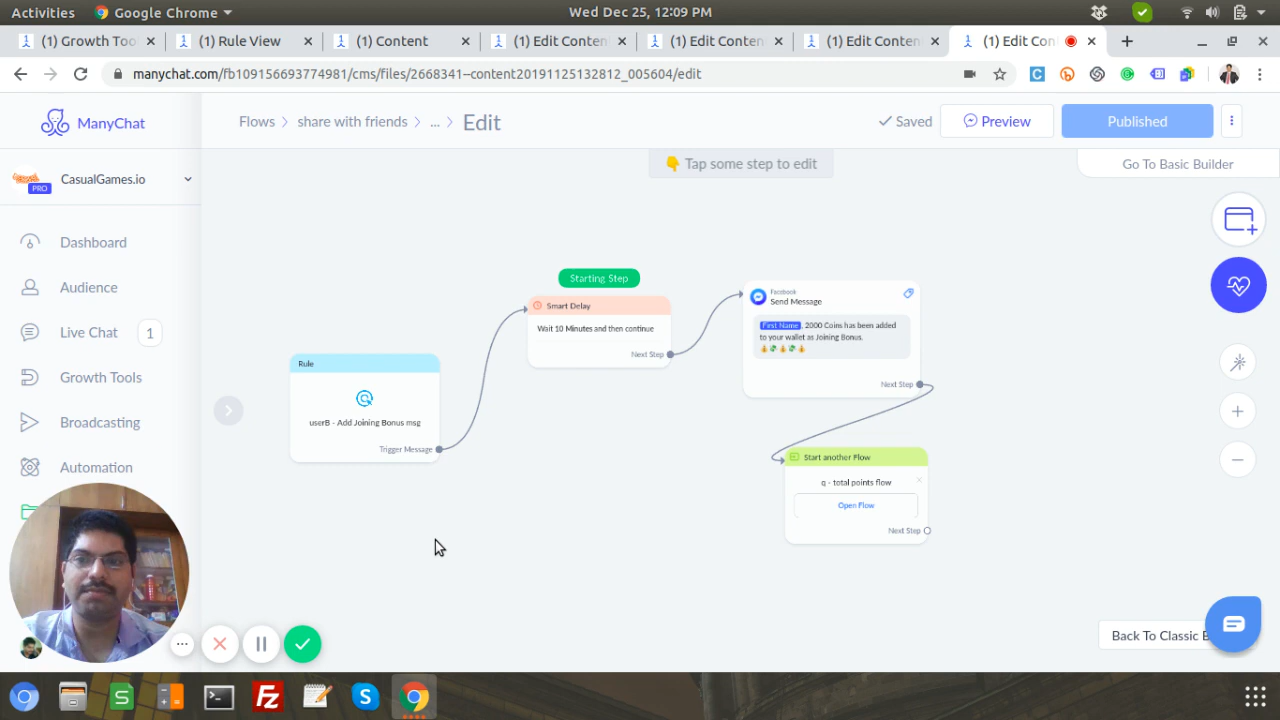 Activities
Google Chrome
Wed Dec 25, 12:09 PM
(1) Growth Too
(1) Rule View
(1) Content
(1) Edit Conten
(1) Edit Conten
(1) Edit Conten
(1) Edit Con
manychat.com/fb109156693774981/cms/files/2668341--content20191125132812_005604/edit
ManyChat
Flows
share with friends
...
Edit
Saved
Preview
Published
Tap some step to edit
Go To Basic Builder
CasualGames.io
PRO
Dashboard
Audience
Live Chat
1
Growth Tools
Broadcasting
Automation
Starting Step
Smart Delay
Wait 10 Minutes and then continue
Next Step
Facebook
Send Message
First Name, 2000 Coins has been added
to your wallet as Joining Bonus.
Next Step
Rule
userB - Add Joining Bonus msg
Trigger Message
Start another Flow
q - total points flow
Open Flow
Next Step
Back To Classic B